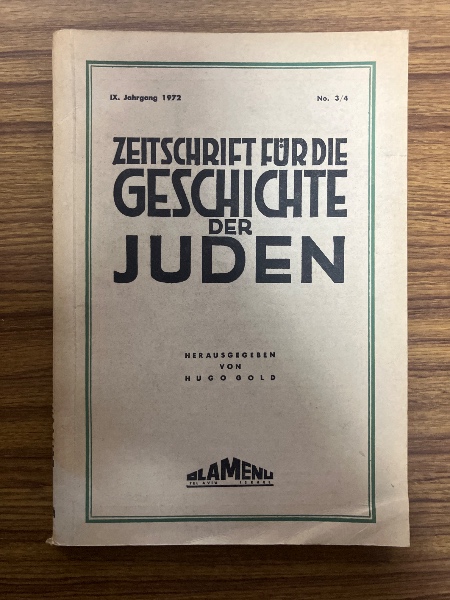 IX. Jahrgang 1972 No. 3/4
ZEITSCHRIFT FÜR DIE
GESCHICHTE
DER
JUDEN
HERAUSGEGEBEN
VON
HUGO GOLD
OLAMENU
TEL AVIV ISRAEL